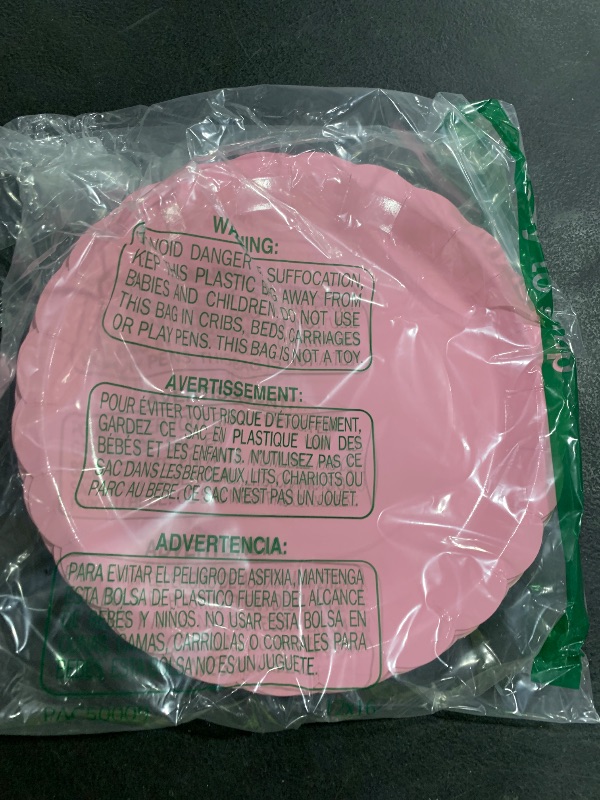 WARNING:
AVOID DANGER SUFFOCATION,
KEEP THIS PLASTIC AWAY FROM
BABIES AND CHILDREN. DO NOT USE
THIS BAG IN CRIBS, BEDS, CARRIAGES
OR PLAY PENS. THIS BAG IS NOT A TOY
AVERTISSEMENT:
POUR ÉVITER TOUT RISQUE D'ÉTOUFFEMENT,
GARDEZ CE SAC EN PLASTIQUE LOIN DES
BÉBÉS ET LES ENFANTS. N'UTILISEZ PAS CE
SAC DANS LES BERCEAUX, LITS, CHARIOTS OU
PARC AU BÉBÉ. CE SAC N'EST PAS UN JOUET.
ADVERTENCIA:
PARA EVITAR EL PELIGRO DE ASFIXIA, MANTENGA
ESTA BOLSA DE PLASTICO FUERA DEL ALCANCE
DE BEBES Y NIÑOS. NO USAR ESTA BOLSA EN
CAMAS, CARRIOLAS O CORRALES PARA
BOLSA NO ES UN JUGUETE.